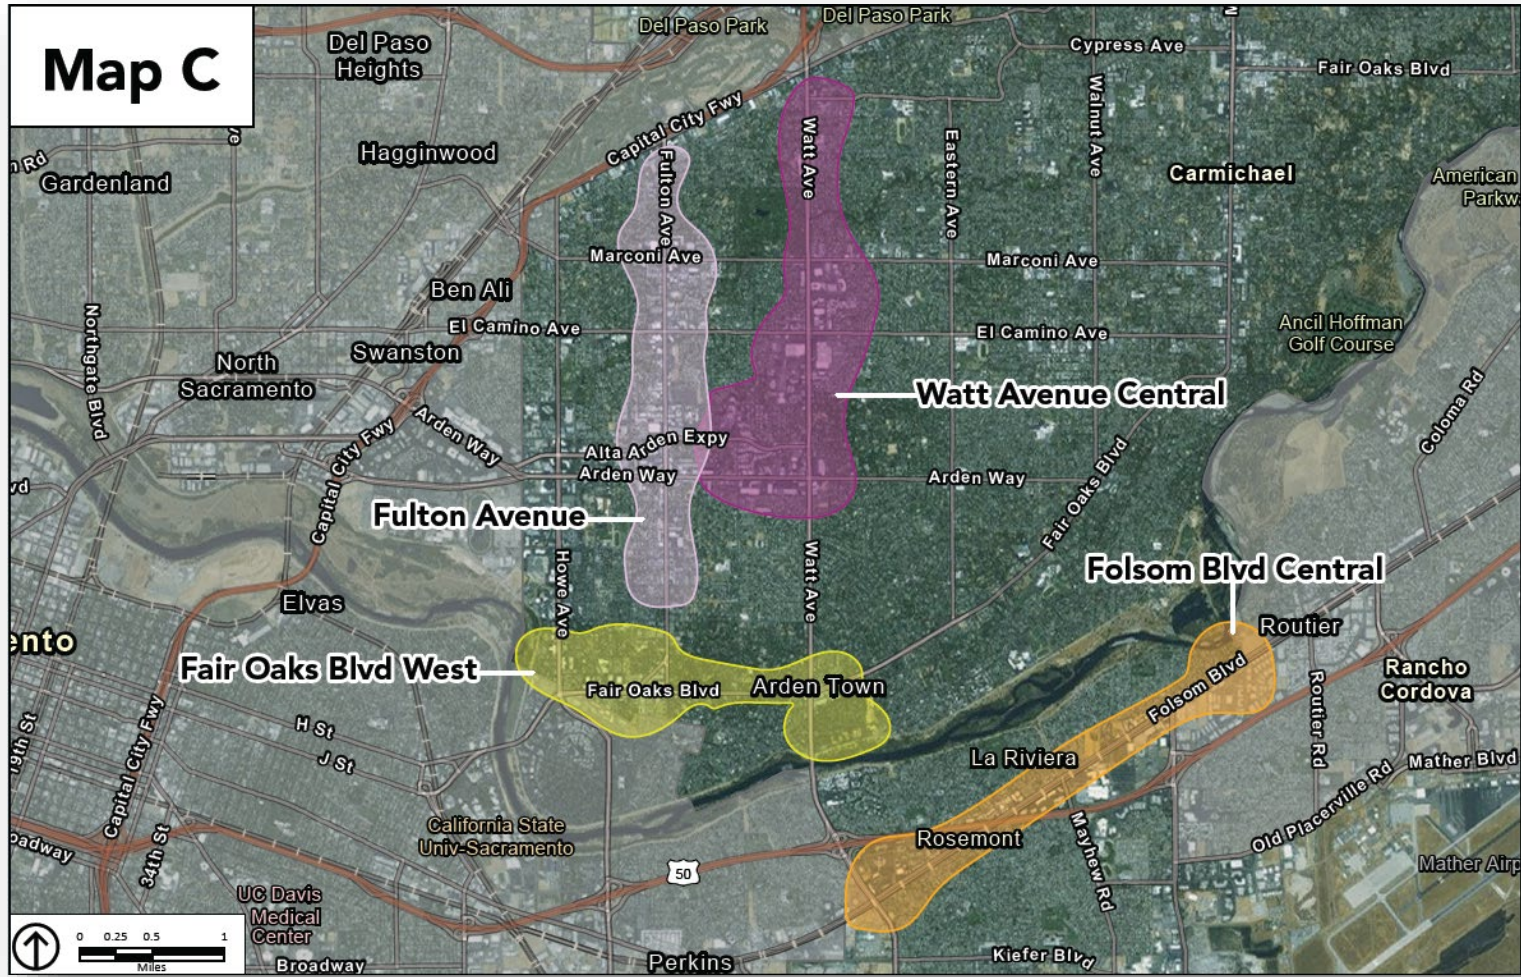 Map C
Del Paso Park
Del Paso Park
Del Paso
Heights
Cypress Ave
Fair Oaks Blvd
Capital City Fwy
Walnut Ave
Watt Ave
Eastern Ave
Hagginwood
Fulton Ave
Rd
Gardenland
Carmichael
American
Marconi Ave
Marconi Ave
Ben Ali
Northgate Blvd
El Camino Ave
El Camino Ave
Ancil Hoffman
Golf Course
Swanston
North
Sacramento
Watt Avenue Central
Coloma Rd
Arden Way
Capital City Fwy
Alta Arden Expy
Arden Way
Arden Way
Fair Oaks Blvd
vd
Fulton Avenue
Howe Ave
Watt Ave
Folsom Blvd Central
Elvas
Routier
ento
Fair Oaks Blvd West
Fair Oaks Blvd
Arden Town
Folsom Blvd
Rancho
Cordova
Routier Rd
19th St
H St
J St
Capital City Fwy
La Riviera
Mather Blvd
Old Placerville Rd
California State
Univ-Sacramento
Rosemont
Mayhew Rd
oadway
34th St
50
Mather Airp
UC Davis
Medical
Center
0 0.25 0.5 1
Miles
Broadway
Perkins
Kiefer Blvd